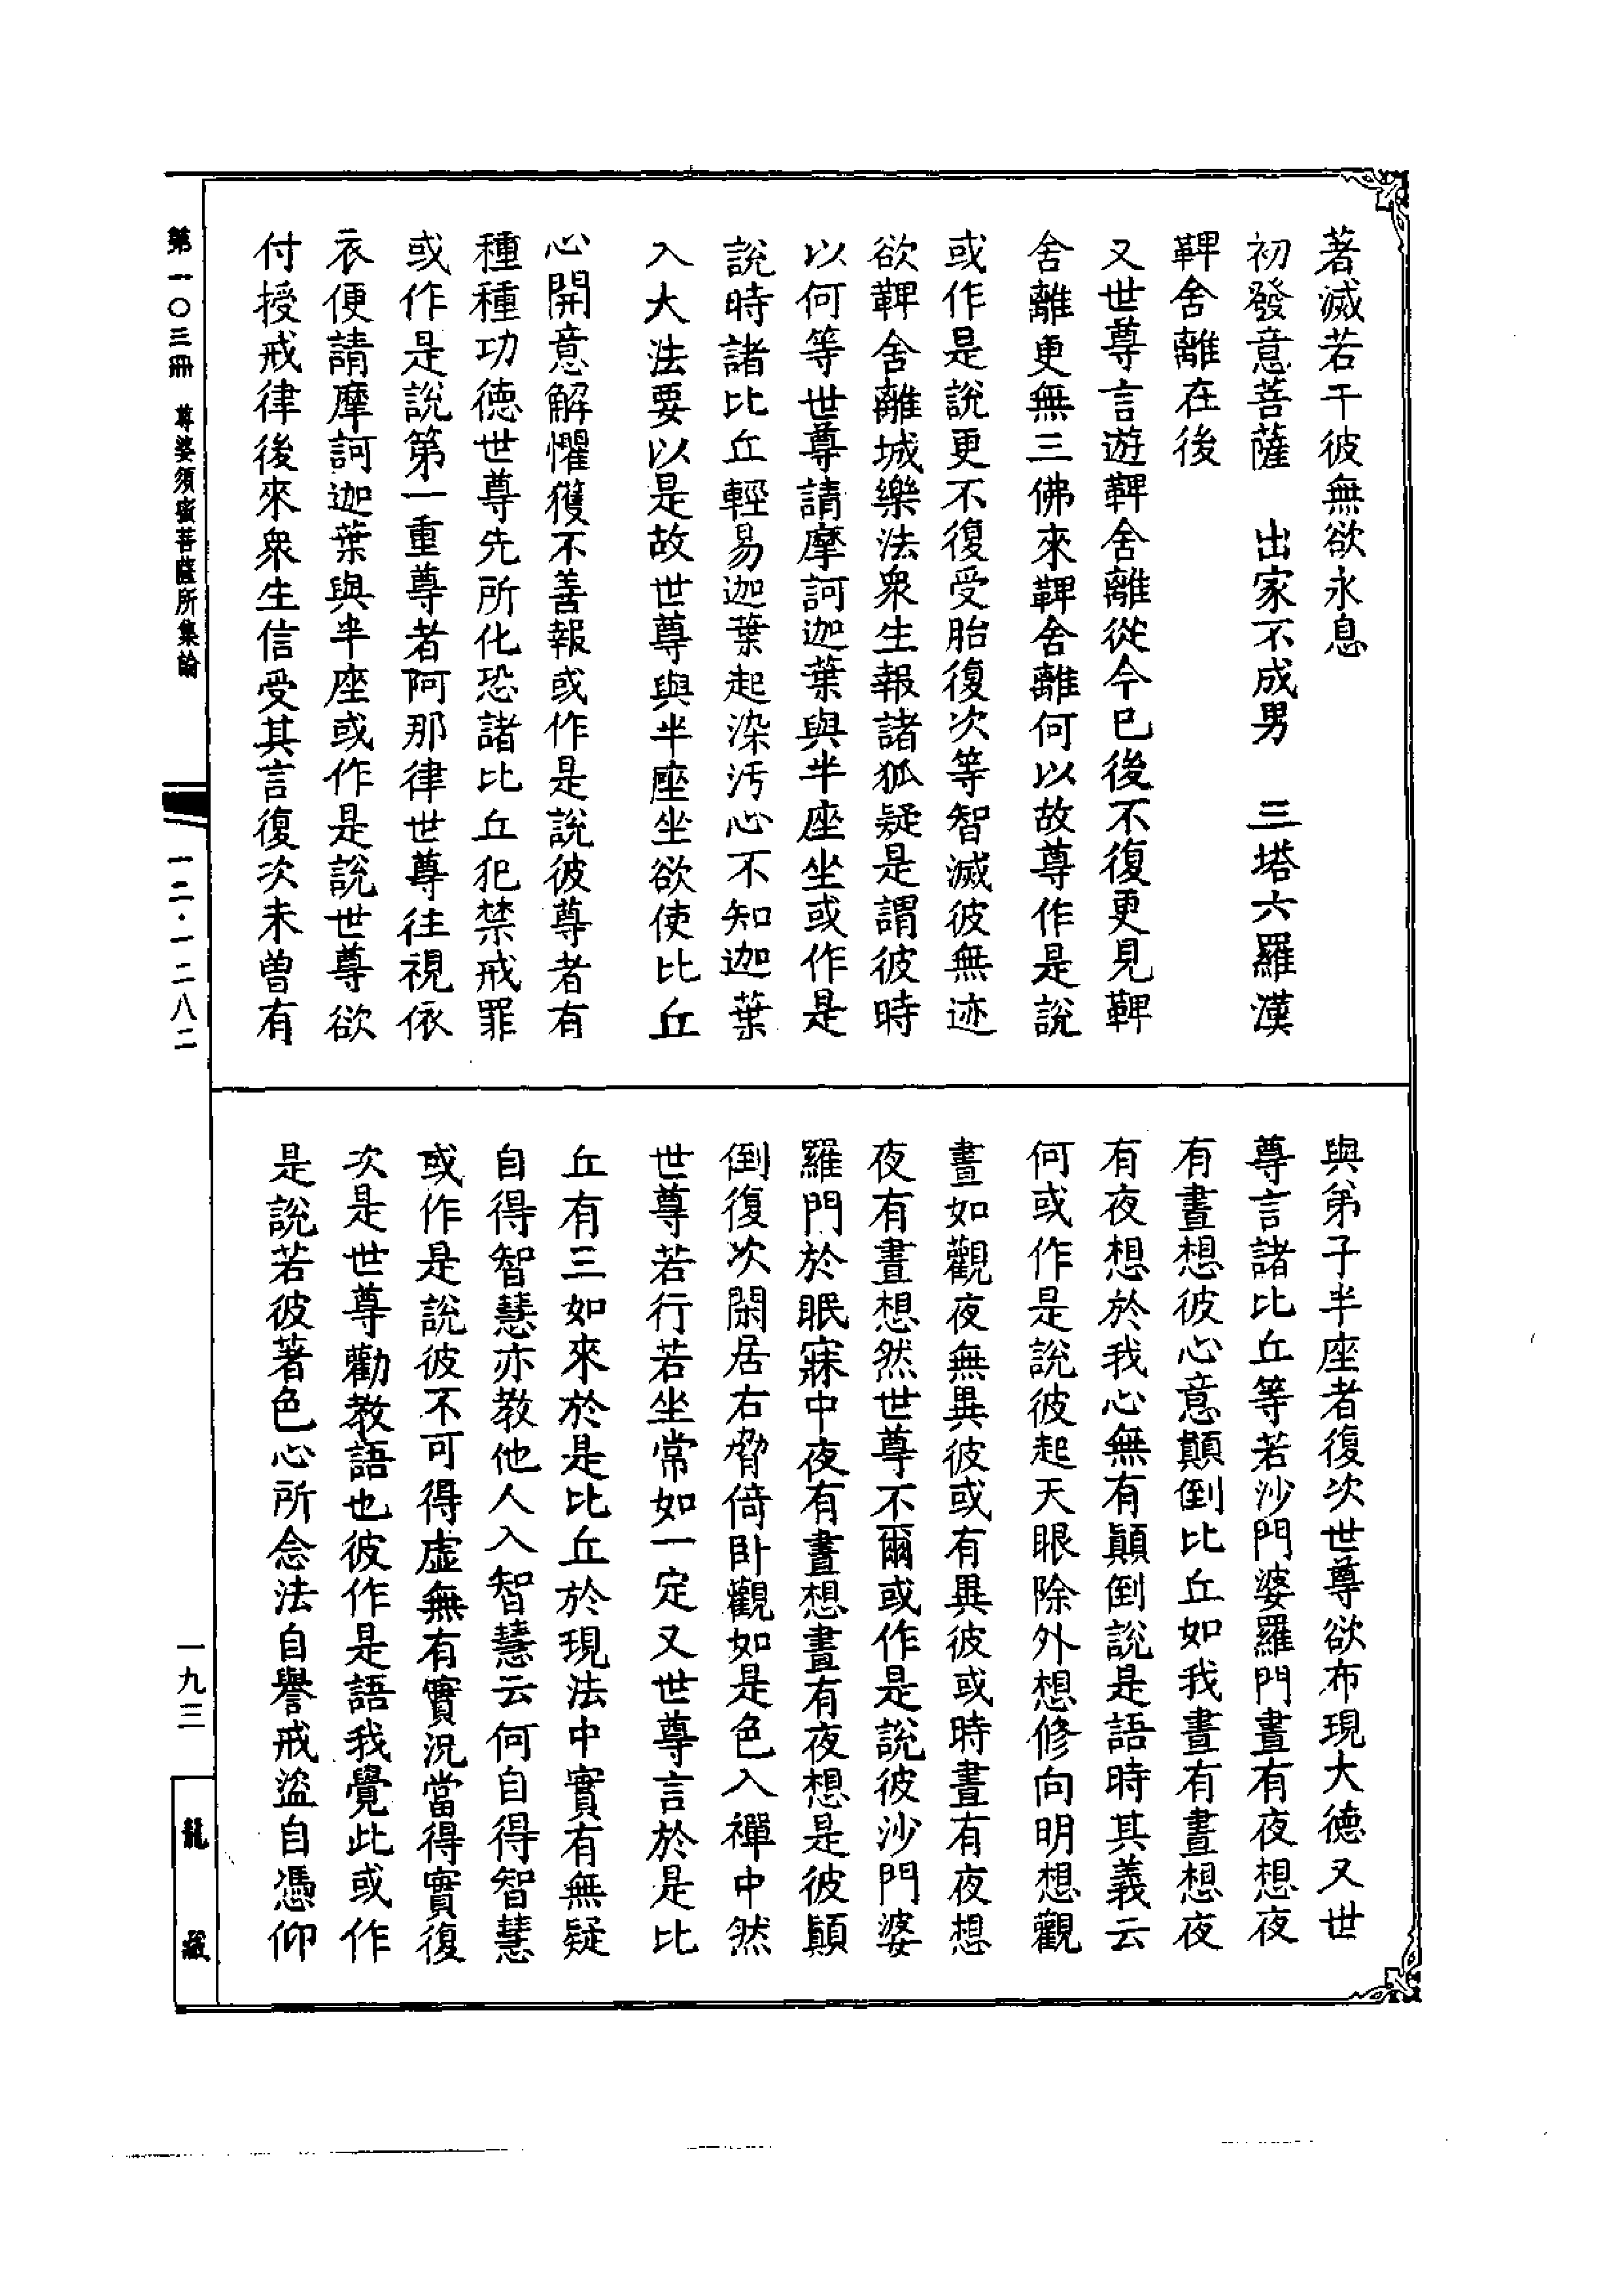 著滅若干彼無欲永息
初發意菩薩　出家不成男　三塔六羅漢
鞞舍離在後
又世尊言遊鞞舍離從今已後不復更見鞞
舍離更無三佛來鞞舍離何以故尊作是說
或作是說更不復受胎復次等智滅彼無迹
欲鞞舍離城樂法衆生報諸狐疑是謂彼時
以何等世尊請摩訶迦葉與半座坐或作是
說時諸比丘輕易迦葉起染汚心不知迦葉
入大法要以是故世尊與半座坐欲使比丘
心開意解懼獲不善報或作是說彼尊者有
種種功德世尊先所化恐諸比丘犯禁戒罪
或作是說第一重尊者阿那律世尊往視依
衣便請摩訶迦葉與半座或作是說世尊欲
付授戒律後來衆生信受其言復次未曾有
與弟子半座者復次世尊欲布現大德又世
尊言諸比丘等若沙門婆羅門晝有夜想夜
有晝想彼心意顛倒比丘如我晝有晝想夜
有夜想於我心無有顛倒說是語時其義云
何或作是說彼起天眼除外想修向明想觀
晝如觀夜無異彼或有異彼或時晝有夜想
夜有晝想然世尊不爾或作是說彼沙門婆
羅門於眠寐中夜有晝想晝有夜想是彼顛
倒復次閑居右脅倚卧觀如是色入禪中然
世尊若行若坐常如一定又世尊言於是比
丘有三如來於是比丘於現法中實有無疑
自得智慧亦教他人入智慧云何自得智慧
或作是說彼不可得虛無有實況當得實復
次是世尊勸教語也彼作是語我覺此或作
是說若彼著色心所念法自譽戒盜自憑仰
第一〇三冊　尊婆須蜜菩薩所集論
一二·一二八二
一九三
龍藏